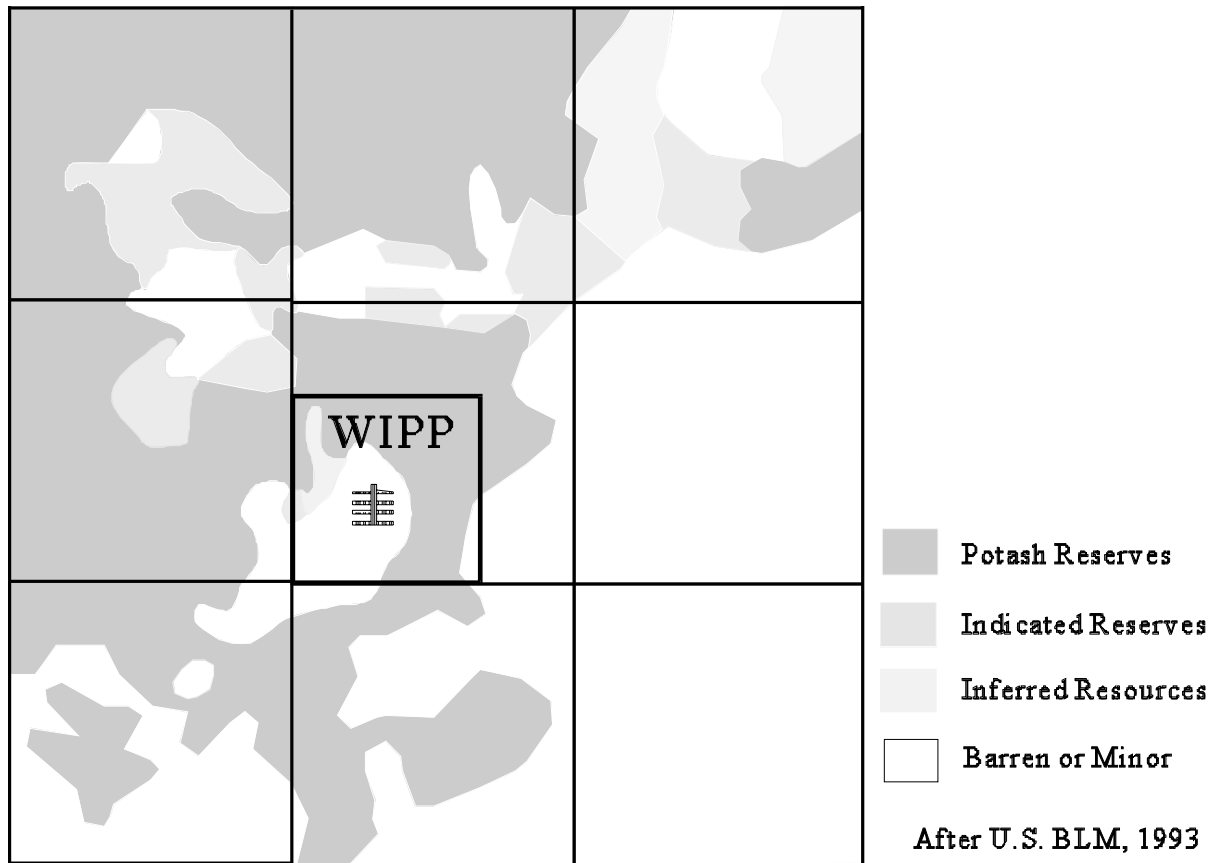 WIPP
Potash Reserves
Indicated Reserves
Inferred Resources
Barren or Minor
After U.S. BLM, 1993